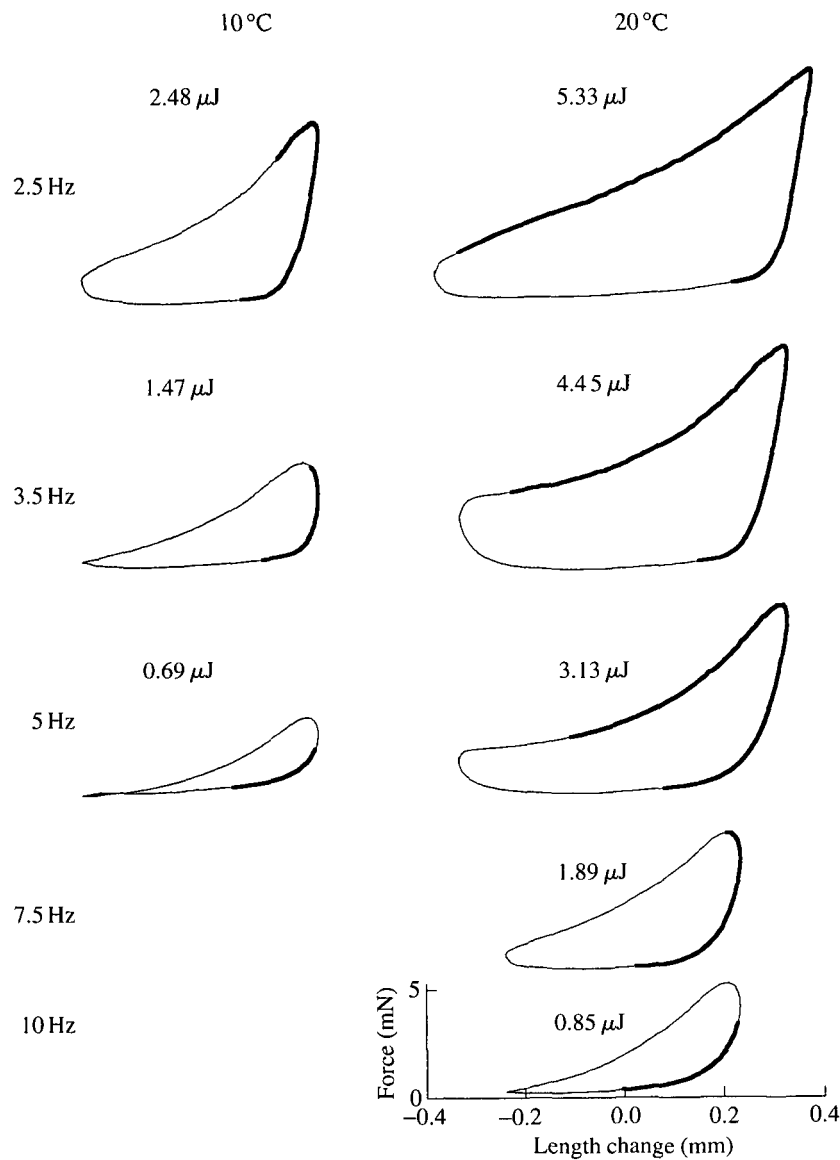 10°C 20°C
2.48 μJ 5.33 μJ
2.5 Hz
1.47 μJ 4.45 μJ
3.5 Hz
0.69 μJ 3.13 μJ
5 Hz
1.89 μJ
7.5 Hz
5
0.85 μJ
10 Hz
Force (mN)
0
−0.4 −0.2 0.0 0.2 0.4
Length change (mm)